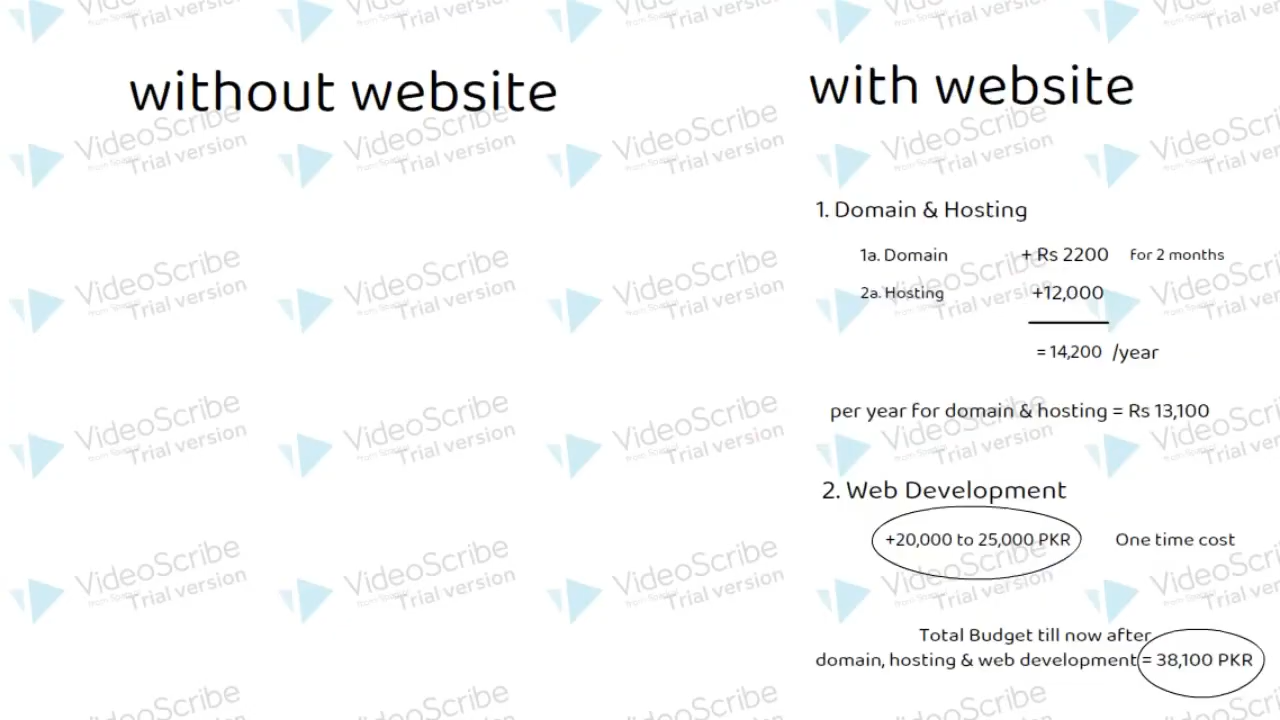 without website
with website
1. Domain & Hosting
1a. Domain + Rs 2200 for 2 months
2a. Hosting +12,000
= 14,200 /year
per year for domain & hosting = Rs 13,100
2. Web Development
+20,000 to 25,000 PKR One time cost
Total Budget till now after
domain, hosting & web development = 38,100 PKR
VideoScribe
Trial version